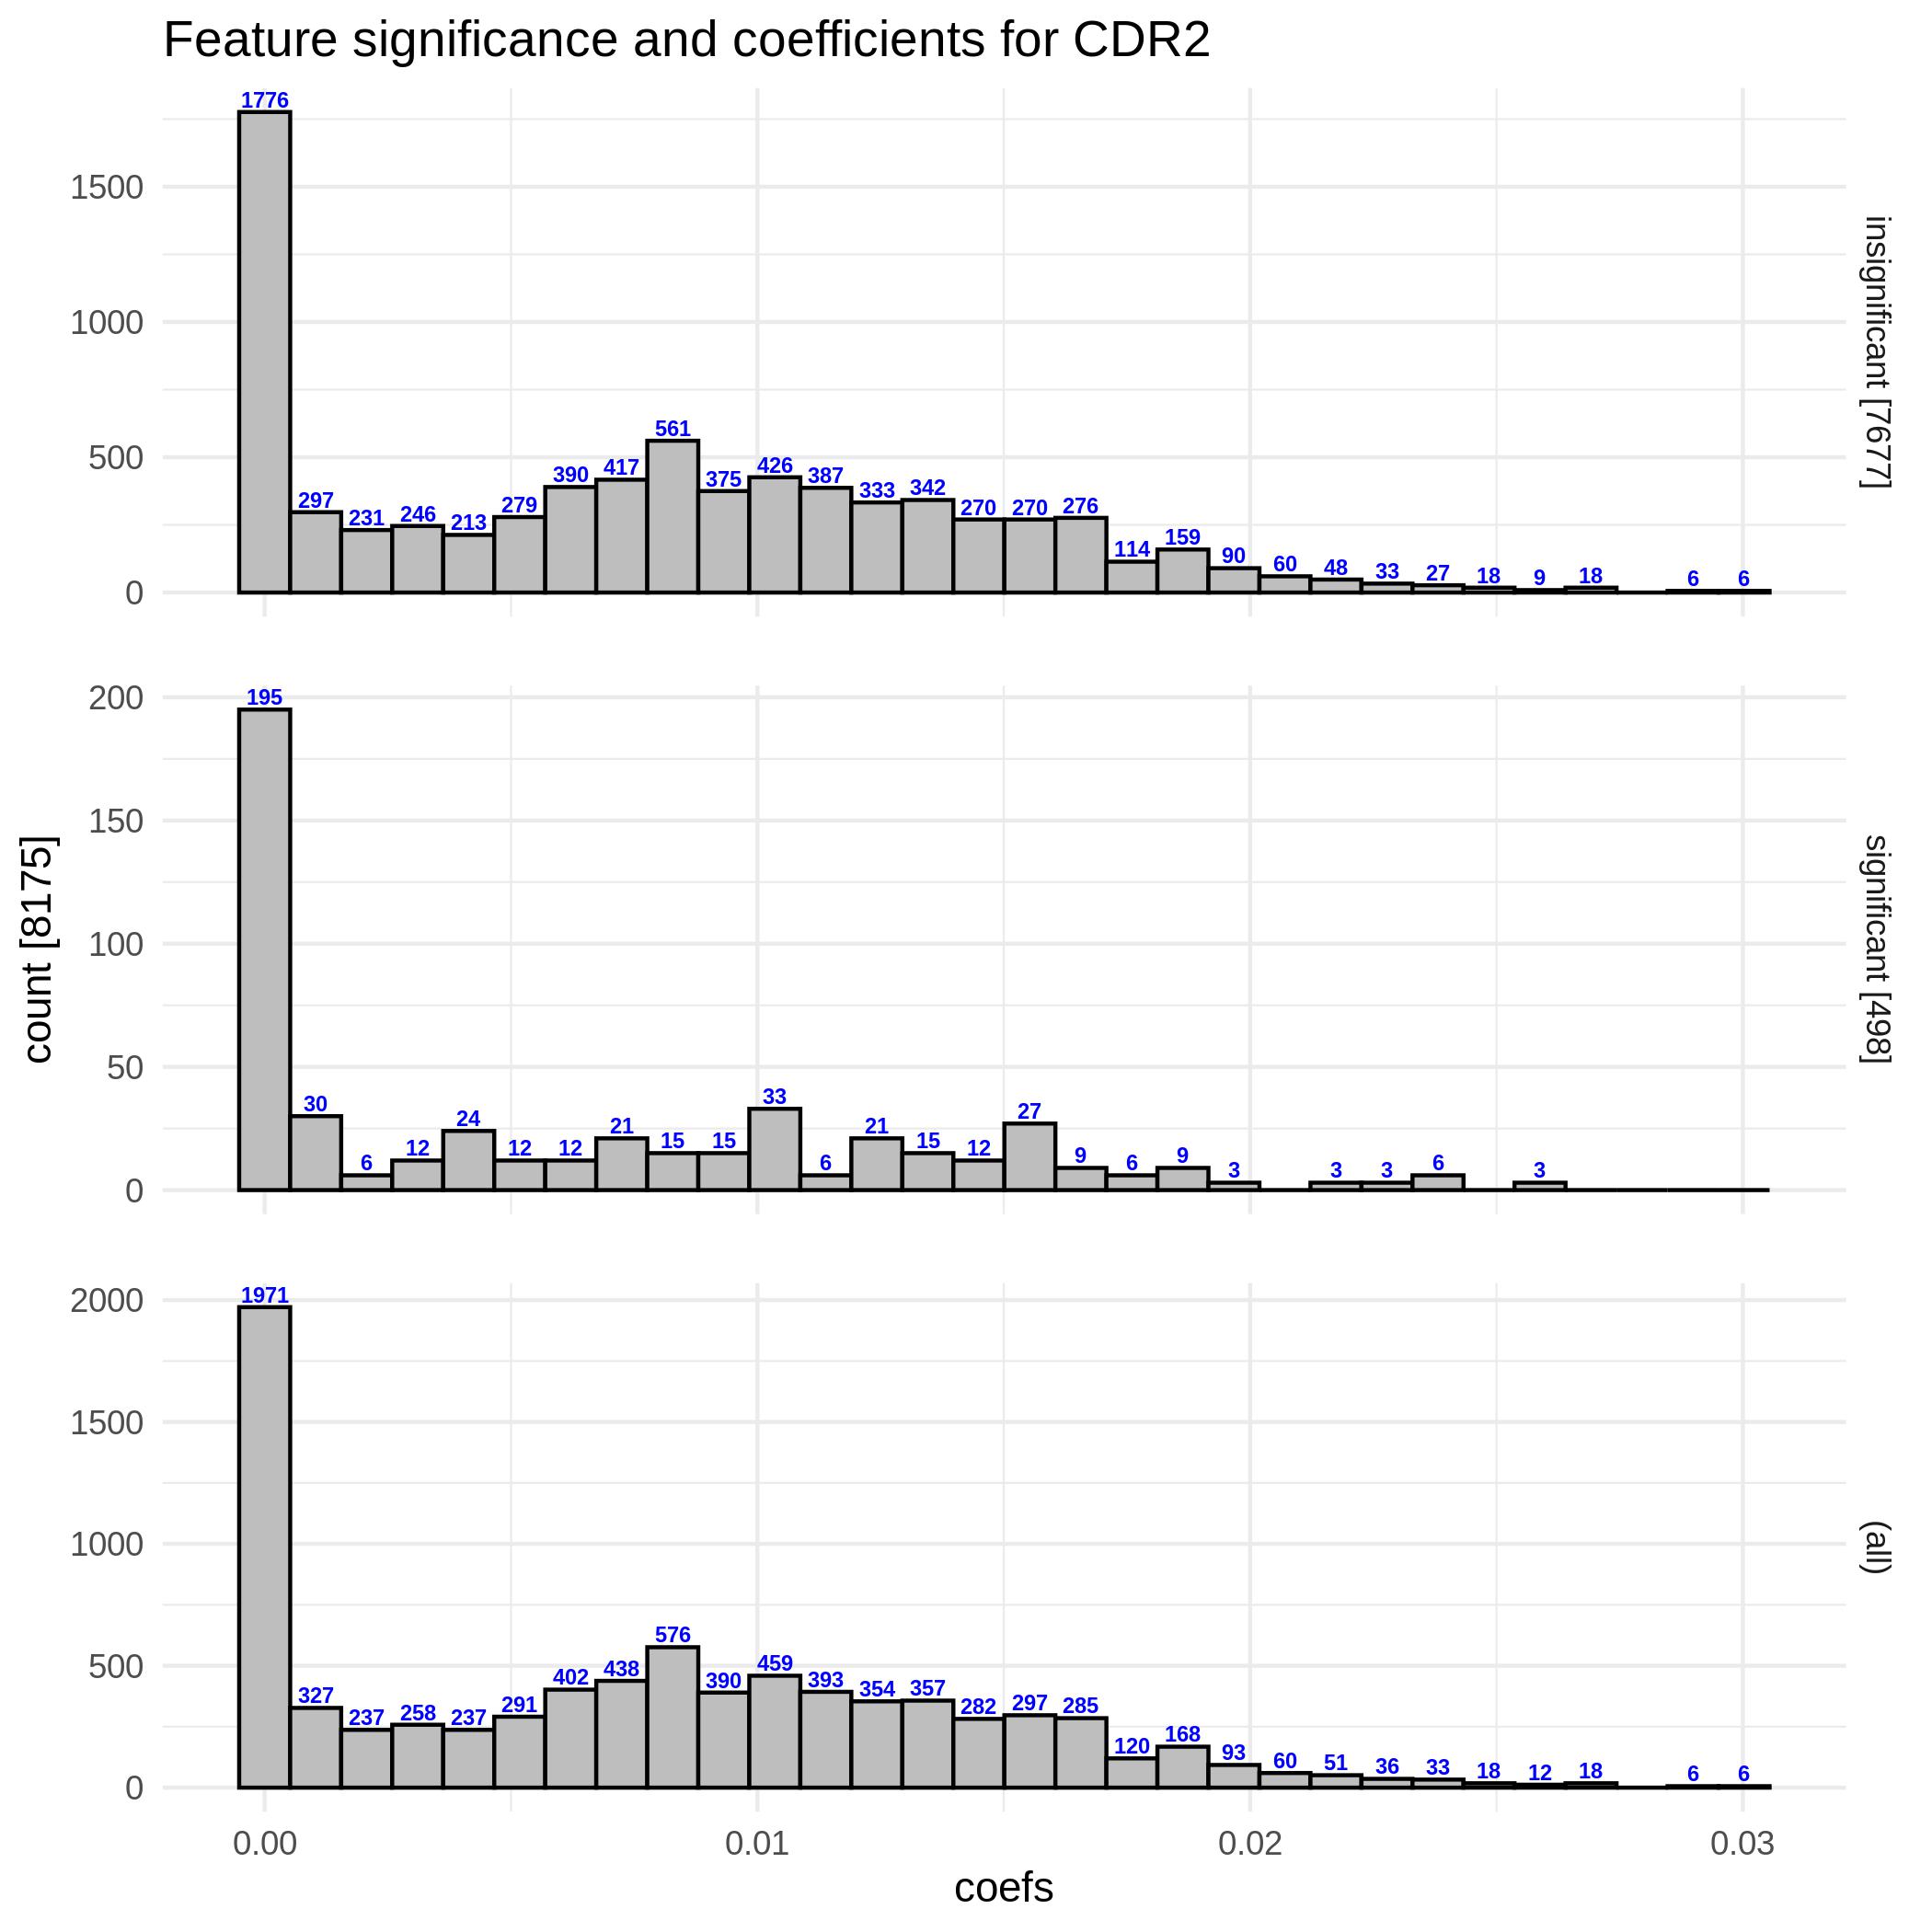 Feature significance and coefficients for CDR2
count [8175]
1776
297 231 246 213 279 390 417 561 375 426 387 333 342 270 270 276 114 159 90 60 48 33 27 18 9 18 6 6
1500
1000
500
0
insignificant [7677]
195
30 6 12 24 12 12 21 15 15 33 6 21 15 12 27 9 6 9 3 3 3 6 3
200
150
100
50
0
significant [498]
1971
327 237 258 237 291 402 438 576 390 459 393 354 357 282 297 285 120 168 93 60 51 36 33 18 12 18 6 6
2000
1500
1000
500
0
(all)
0.00 0.01 0.02 0.03
coefs